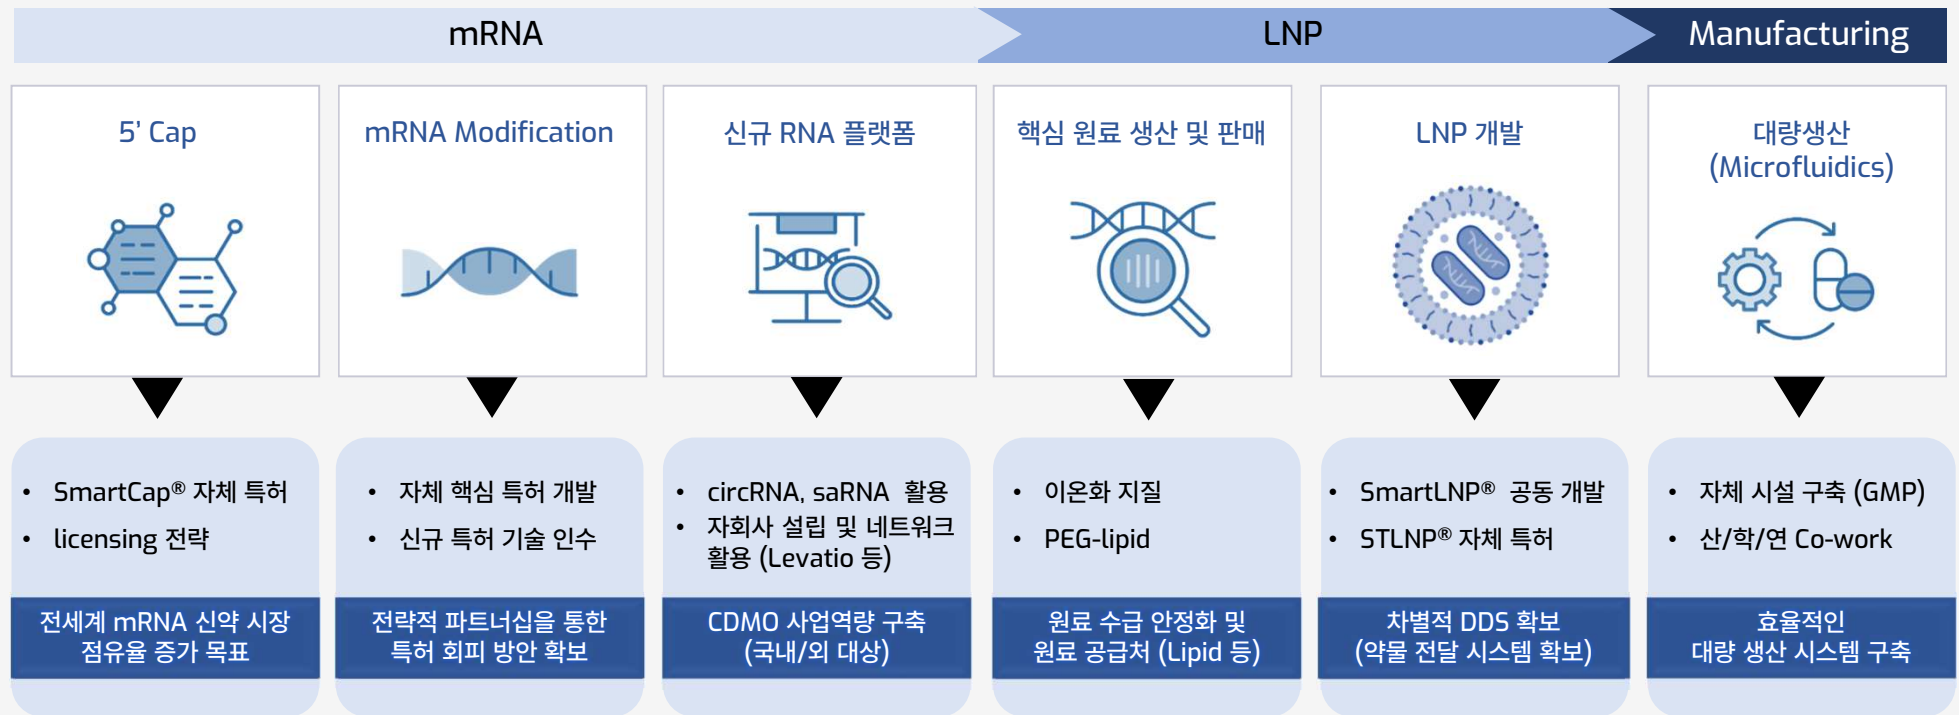 mRNA
LNP
Manufacturing
5’ Cap
mRNA Modification
신규 RNA 플랫폼
핵심 원료 생산 및 판매
LNP 개발
대량생산
(Microfluidics)
• SmartCap® 자체 특허
• licensing 전략
전세계 mRNA 신약 시장
점유율 증가 목표
• 자체 핵심 특허 개발
• 신규 특허 기술 인수
전략적 파트너십을 통한
특허 회피 방안 확보
• circRNA, saRNA 활용
• 자회사 설립 및 네트워크
활용 (Levatio 등)
CDMO 사업역량 구축
(국내/외 대상)
• 이온화 지질
• PEG-lipid
원료 수급 안정화 및
원료 공급처 (Lipid 등)
• SmartLNP® 공동 개발
• STLNP® 자체 특허
차별적 DDS 확보
(약물 전달 시스템 확보)
• 자체 시설 구축 (GMP)
• 산/학/연 Co-work
효율적인
대량 생산 시스템 구축